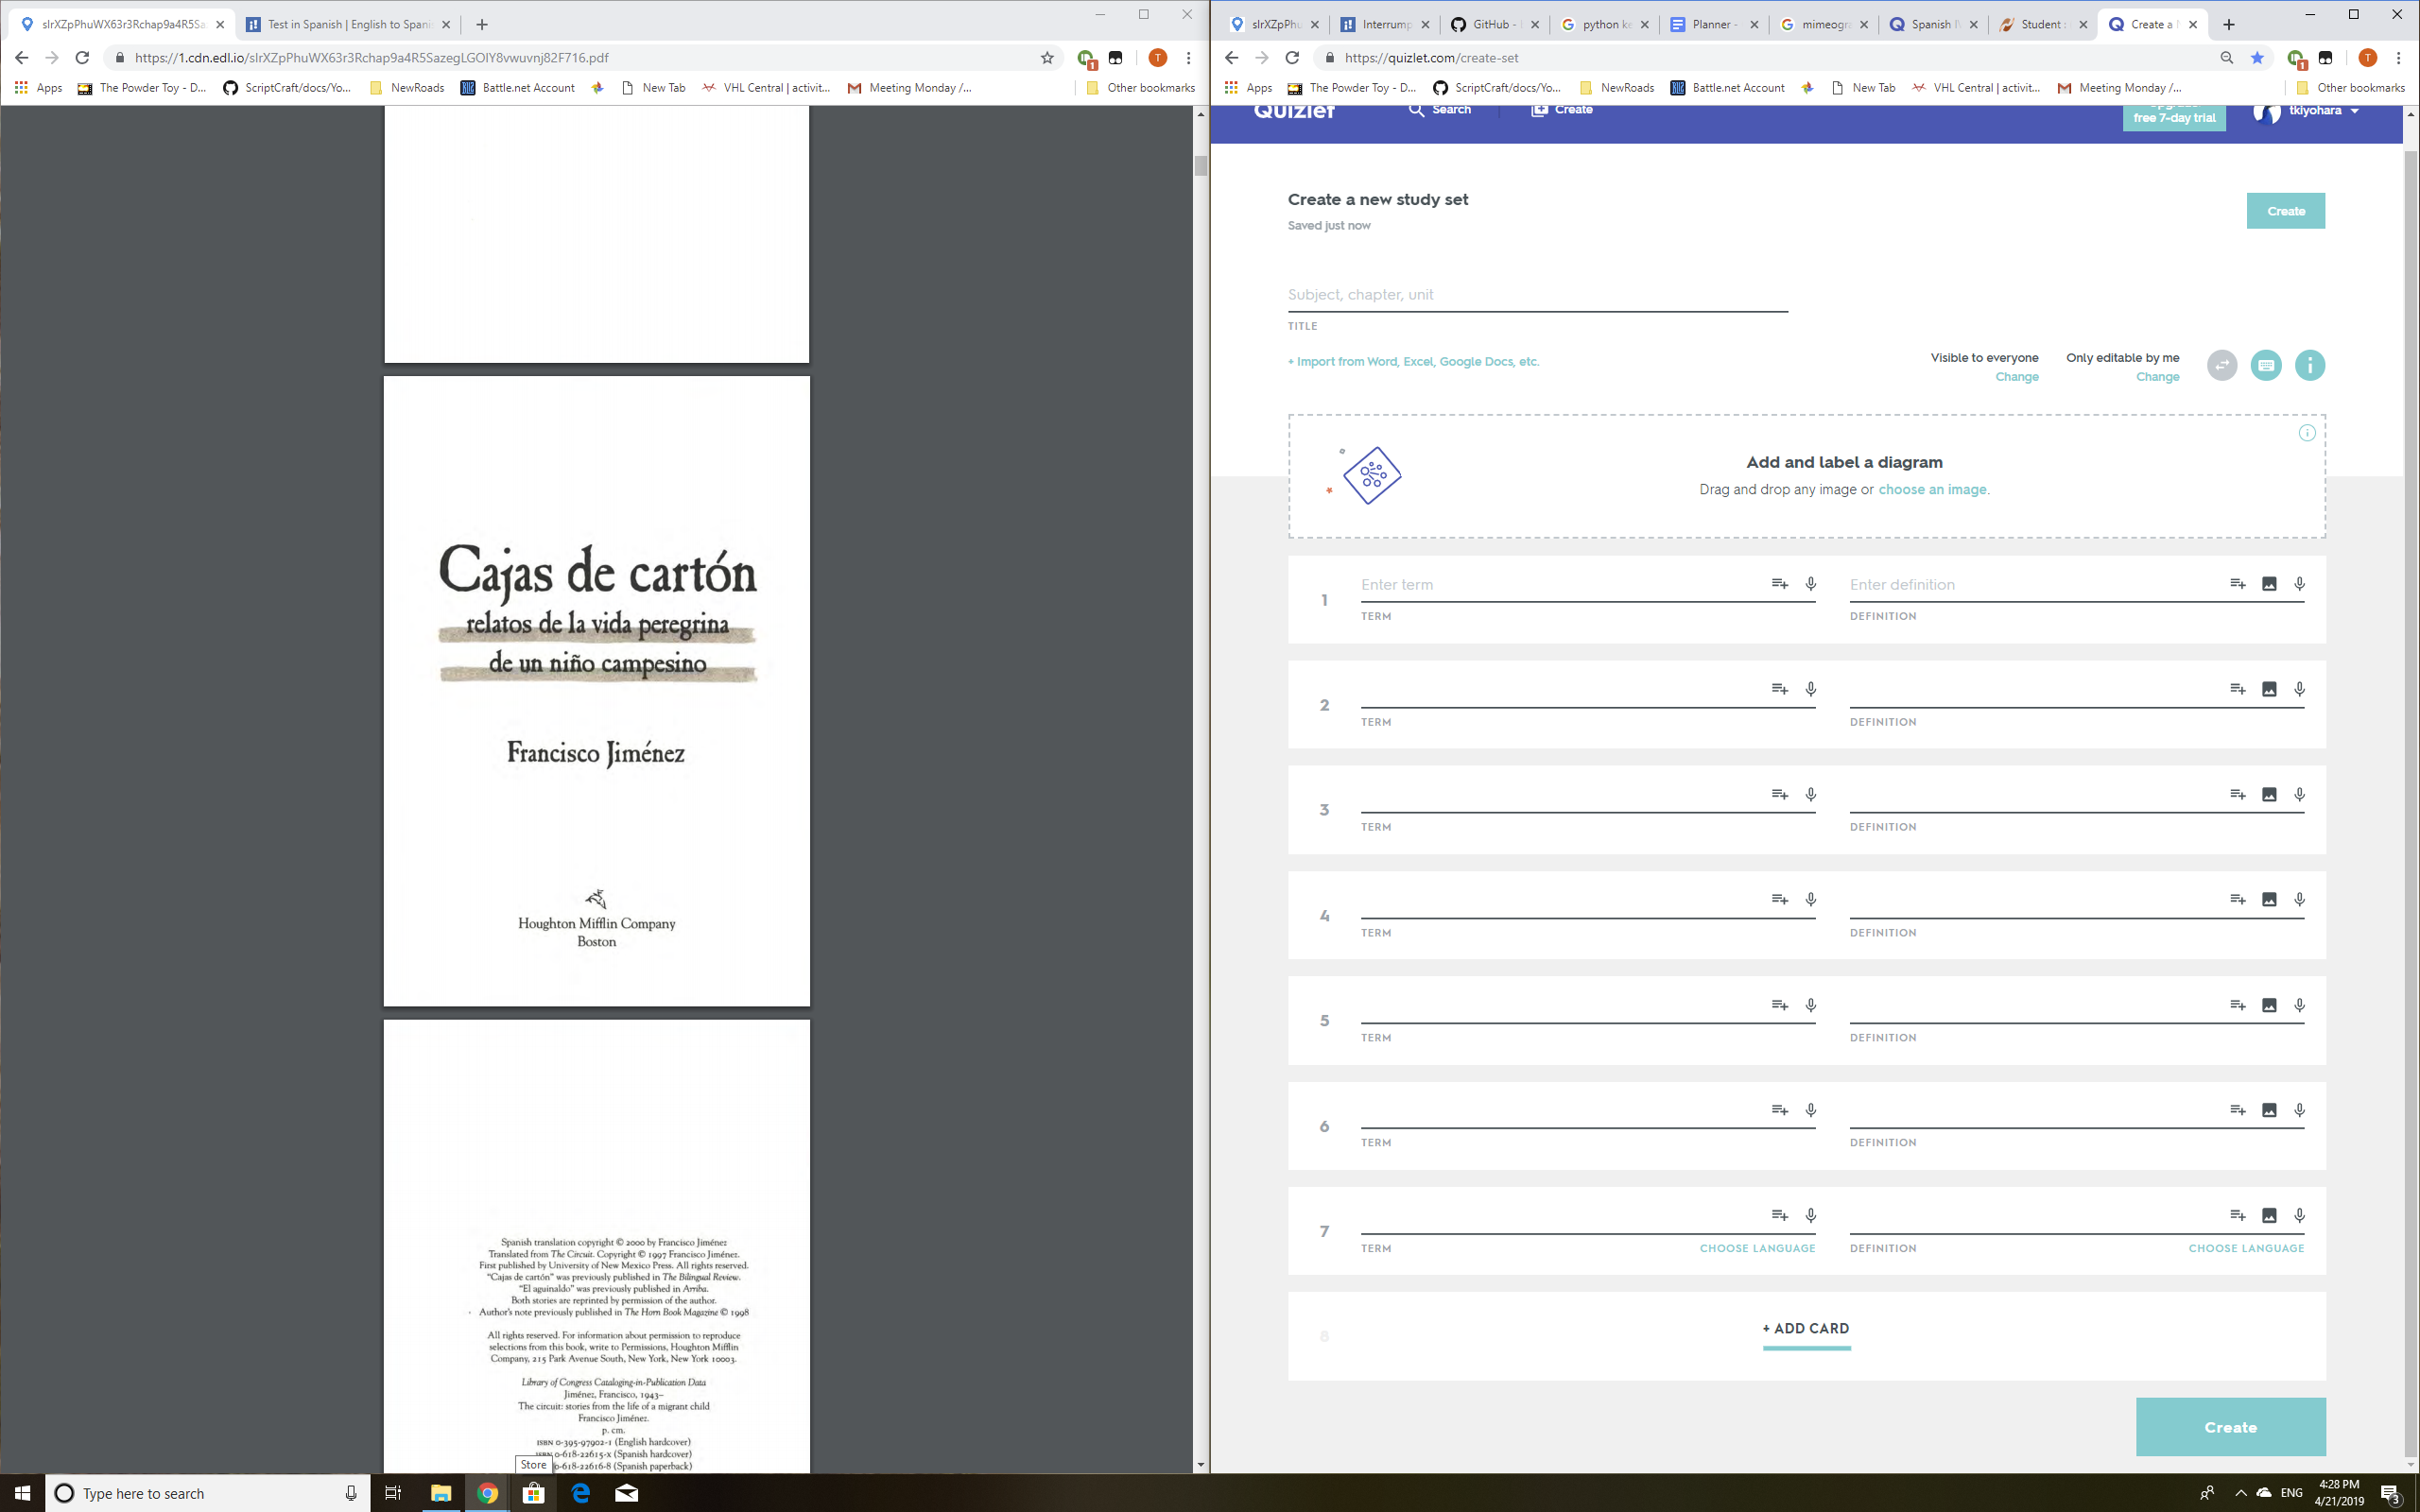 slrXZpPhuWX63r3Rchap9a4R5Sa
Test in Spanish | English to Spani
https://1.cdn.edl.io/slrXZpPhuWX63r3Rchap9a4R5SazegLGOIY8vwuvnj82F716.pdf
Apps
The Powder Toy - D...
ScriptCraft/docs/Yo...
NewRoads
Battle.net Account
New Tab
VHL Central | activit...
Meeting Monday /...
Other bookmarks
Cajas de cartón
relatos de la vida peregrina
de un niño campesino
Francisco Jiménez
Houghton Mifflin Company
Boston
Spanish translation copyright © 2000 by Francisco Jiménez
Translated from The Circuit. Copyright © 1997 Francisco Jiménez.
First published by University of New Mexico Press. All rights reserved.
"Cajas de cartón" was previously published in The Bilingual Review.
"El aguinaldo" was previously published in Arriba.
Both stories are reprinted by permission of the author.
Author's note previously published in The Horn Book Magazine © 1998
All rights reserved. For information about permission to reproduce
selections from this book, write to Permissions, Houghton Mifflin
Company, 215 Park Avenue South, New York, New York 10003.
Library of Congress Cataloging-in-Publication Data
Jiménez, Francisco, 1943–
The circuit: stories from the life of a migrant child
Francisco Jiménez.
p. cm.
ISBN 0-395-97902-1 (English hardcover)
ISBN 0-618-22615-x (Spanish hardcover)
0-618-22616-8 (Spanish paperback)
Store
slrXZpPhu
Interrump
GitHub -
python ke
Planner -
mimeogra
Spanish IV
Student
Create a N
https://quizlet.com/create-set
Apps
The Powder Toy - D...
ScriptCraft/docs/Yo...
NewRoads
Battle.net Account
New Tab
VHL Central | activit...
Meeting Monday /...
Other bookmarks
Quizlet
Search
Create
Upgrade:
free 7-day trial
tkiyohara
Create a new study set
Saved just now
Create
Subject, chapter, unit
TITLE
+ Import from Word, Excel, Google Docs, etc.
Visible to everyone
Change
Only editable by me
Change
Add and label a diagram
Drag and drop any image or choose an image.
1
Enter term
TERM
Enter definition
DEFINITION
2
TERM
DEFINITION
3
TERM
DEFINITION
4
TERM
DEFINITION
5
TERM
DEFINITION
6
TERM
DEFINITION
7
TERM
CHOOSE LANGUAGE
DEFINITION
CHOOSE LANGUAGE
8
+ ADD CARD
Create
Type here to search
ENG
4:28 PM
4/21/2019
3